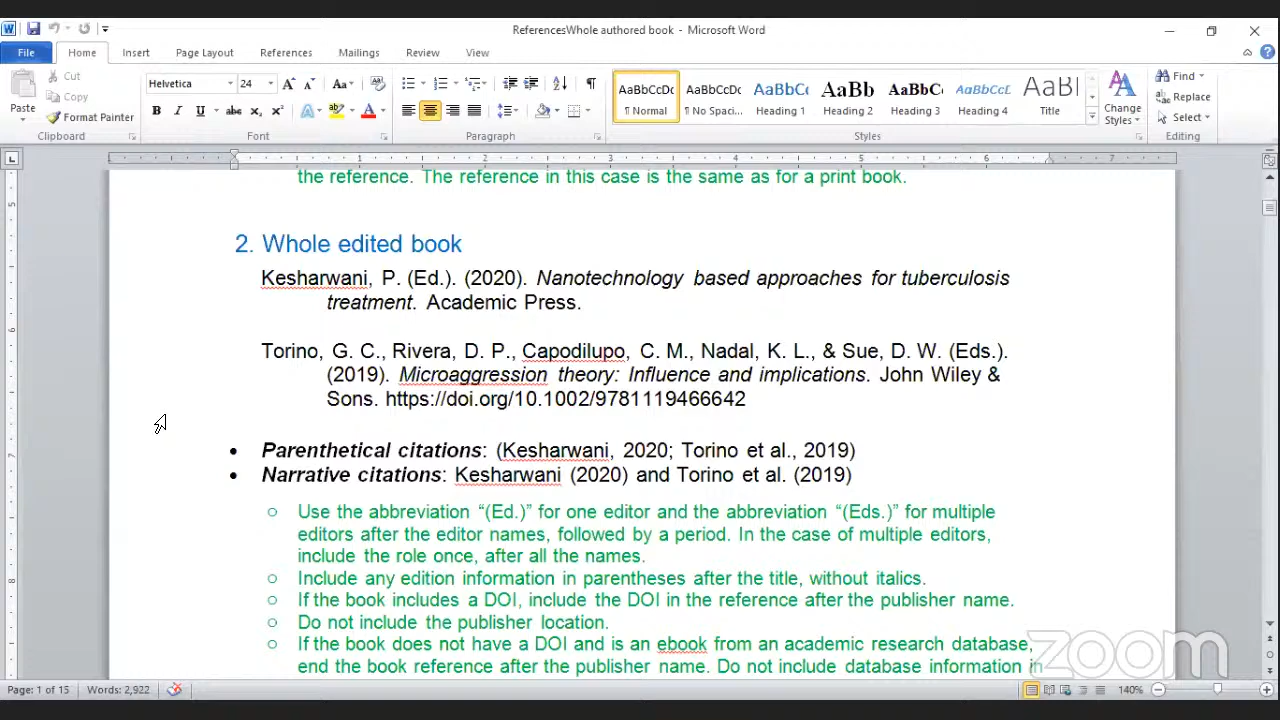 ReferencesWhole authored book - Microsoft Word
File Home Insert Page Layout References Mailings Review View
Paste
Cut
Copy
Format Painter
Clipboard
Helvetica 24
Font
Paragraph
AaBbCcDc AaBbCcDc AaBbCc AaBb AaBbCc AaBbCcL AaBI
¶ Normal ¶ No Spaci... Heading 1 Heading 2 Heading 3 Heading 4 Title
Change Styles
Styles
Find
Replace
Select
Editing
the reference. The reference in this case is the same as for a print book.
2. Whole edited book
Kesharwani, P. (Ed.). (2020). Nanotechnology based approaches for tuberculosis
treatment. Academic Press.
Torino, G. C., Rivera, D. P., Capodilupo, C. M., Nadal, K. L., & Sue, D. W. (Eds.).
(2019). Microaggression theory: Influence and implications. John Wiley &
Sons. https://doi.org/10.1002/9781119466642
• Parenthetical citations: (Kesharwani, 2020; Torino et al., 2019)
• Narrative citations: Kesharwani (2020) and Torino et al. (2019)
○ Use the abbreviation “(Ed.)” for one editor and the abbreviation “(Eds.)” for multiple
editors after the editor names, followed by a period. In the case of multiple editors,
include the role once, after all the names.
○ Include any edition information in parentheses after the title, without italics.
○ If the book includes a DOI, include the DOI in the reference after the publisher name.
○ Do not include the publisher location.
○ If the book does not have a DOI and is an ebook from an academic research database,
end the book reference after the publisher name. Do not include database information in
zoom
Page: 1 of 15 Words: 2,922 140%